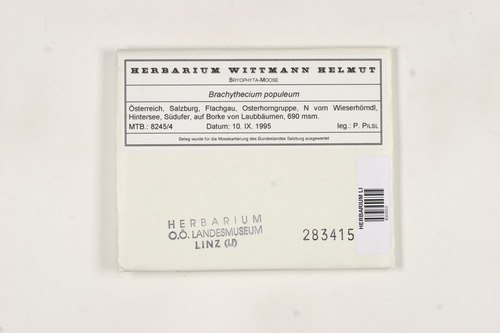 HERBARIUM WITTMANN HELMUT
BRYOPHYTA-MOOSE
Brachythecium populeum
Österreich, Salzburg, Flachgau, Osterhorngruppe, N vom Wieserhörndl,
Hintersee, Südufer, auf Borke von Laubbäumen, 690 msm.
MTB.: 8245/4 Datum: 10. IX. 1995 leg.: P. PILSL
Beleg wurde für die Mooskartierung des Bundeslandes Salzburg ausgewertet
HERBARIUM
O.Ö. LANDESMUSEUM
LINZ (LI)
283415
HERBARIUM LI